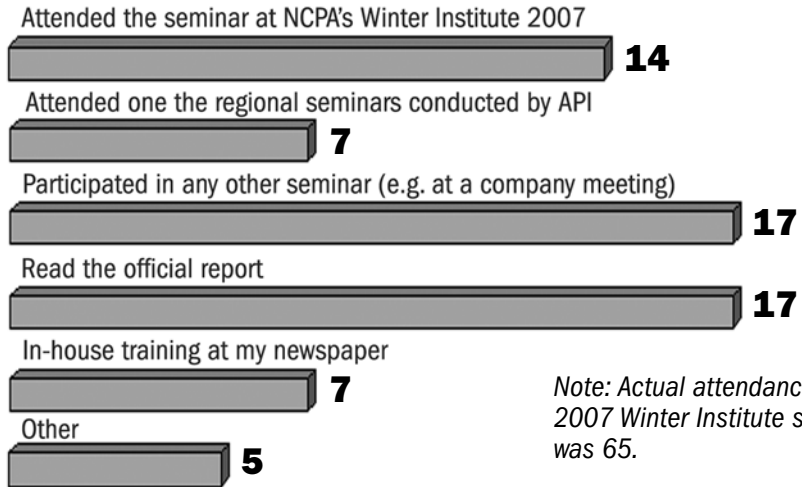 Attended the seminar at NCPA's Winter Institute 2007
14
Attended one the regional seminars conducted by API
7
Participated in any other seminar (e.g. at a company meeting)
17
Read the official report
17
In-house training at my newspaper
7
Note: Actual attendanc
2007 Winter Institute s
was 65.
Other
5